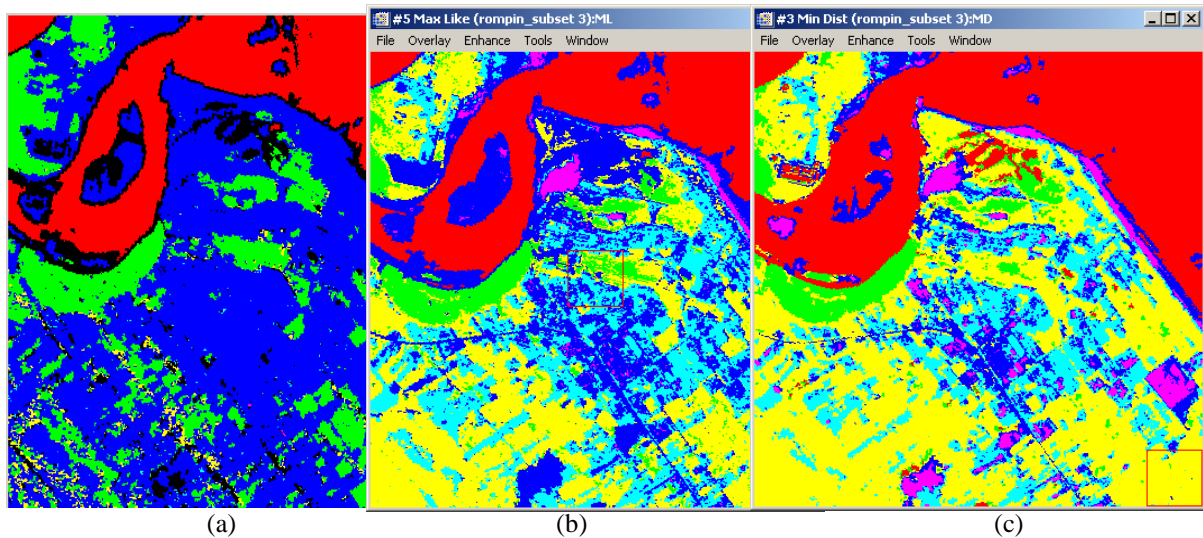 #5 Max Like (rompin_subset 3):ML
File Overlay Enhance Tools Window
#3 Min Dist (rompin_subset 3):MD
File Overlay Enhance Tools Window
(a)
(b)
(c)